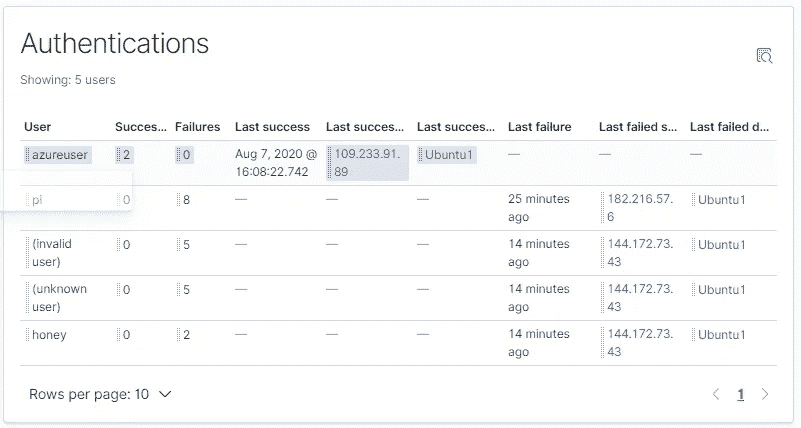 Authentications
Showing: 5 users
User Succes... Failures Last success Last succes... Last succes... Last failure Last failed s... Last failed d...
azureuser 2 0 Aug 7, 2020 @ 109.233.91. Ubuntu1 — — —
16:08:22.742 89
pi 0 8 — — — 25 minutes 182.216.57. Ubuntu1
ago 6
(invalid 0 5 — — — 14 minutes 144.172.73. Ubuntu1
user) ago 43
(unknown 0 5 — — — 14 minutes 144.172.73. Ubuntu1
user) ago 43
honey 0 2 — — — 14 minutes 144.172.73. Ubuntu1
ago 43
Rows per page: 10 1